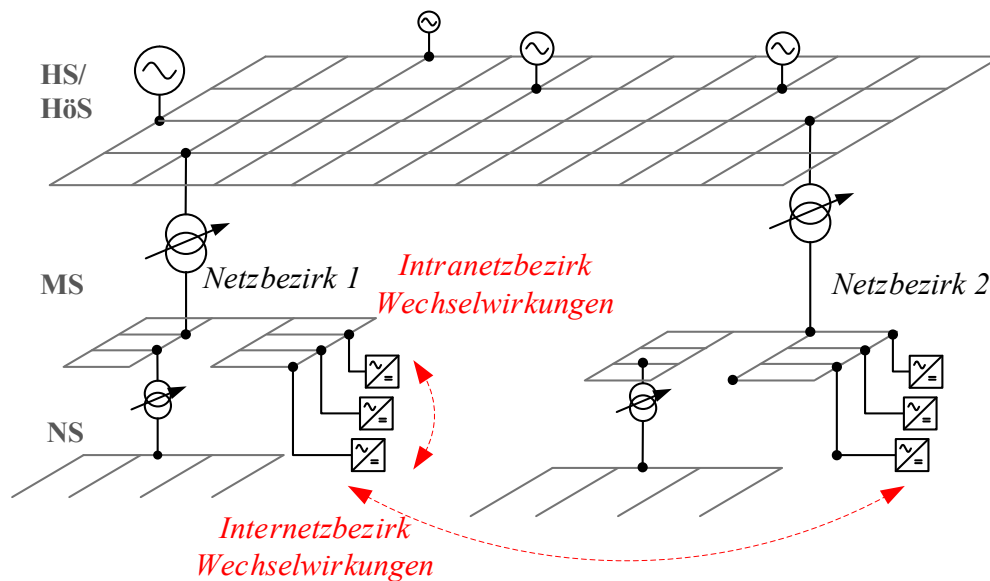 HS/
HöS
MS
Netzbezirk 1
Intranetzbezirk
Wechselwirkungen
Netzbezirk 2
NS
Internetzbezirk
Wechselwirkungen